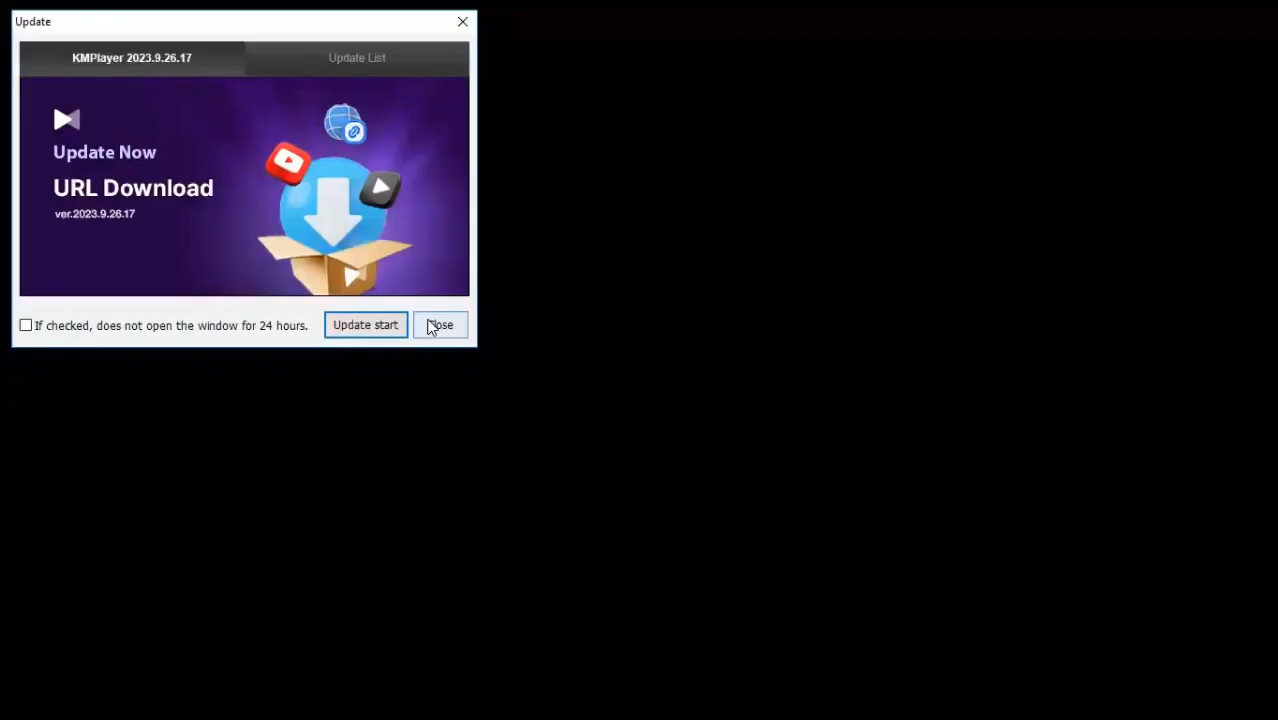 Update
KMPlayer 2023.9.26.17
Update List
Update Now
URL Download
ver.2023.9.26.17
If checked, does not open the window for 24 hours.
Update start